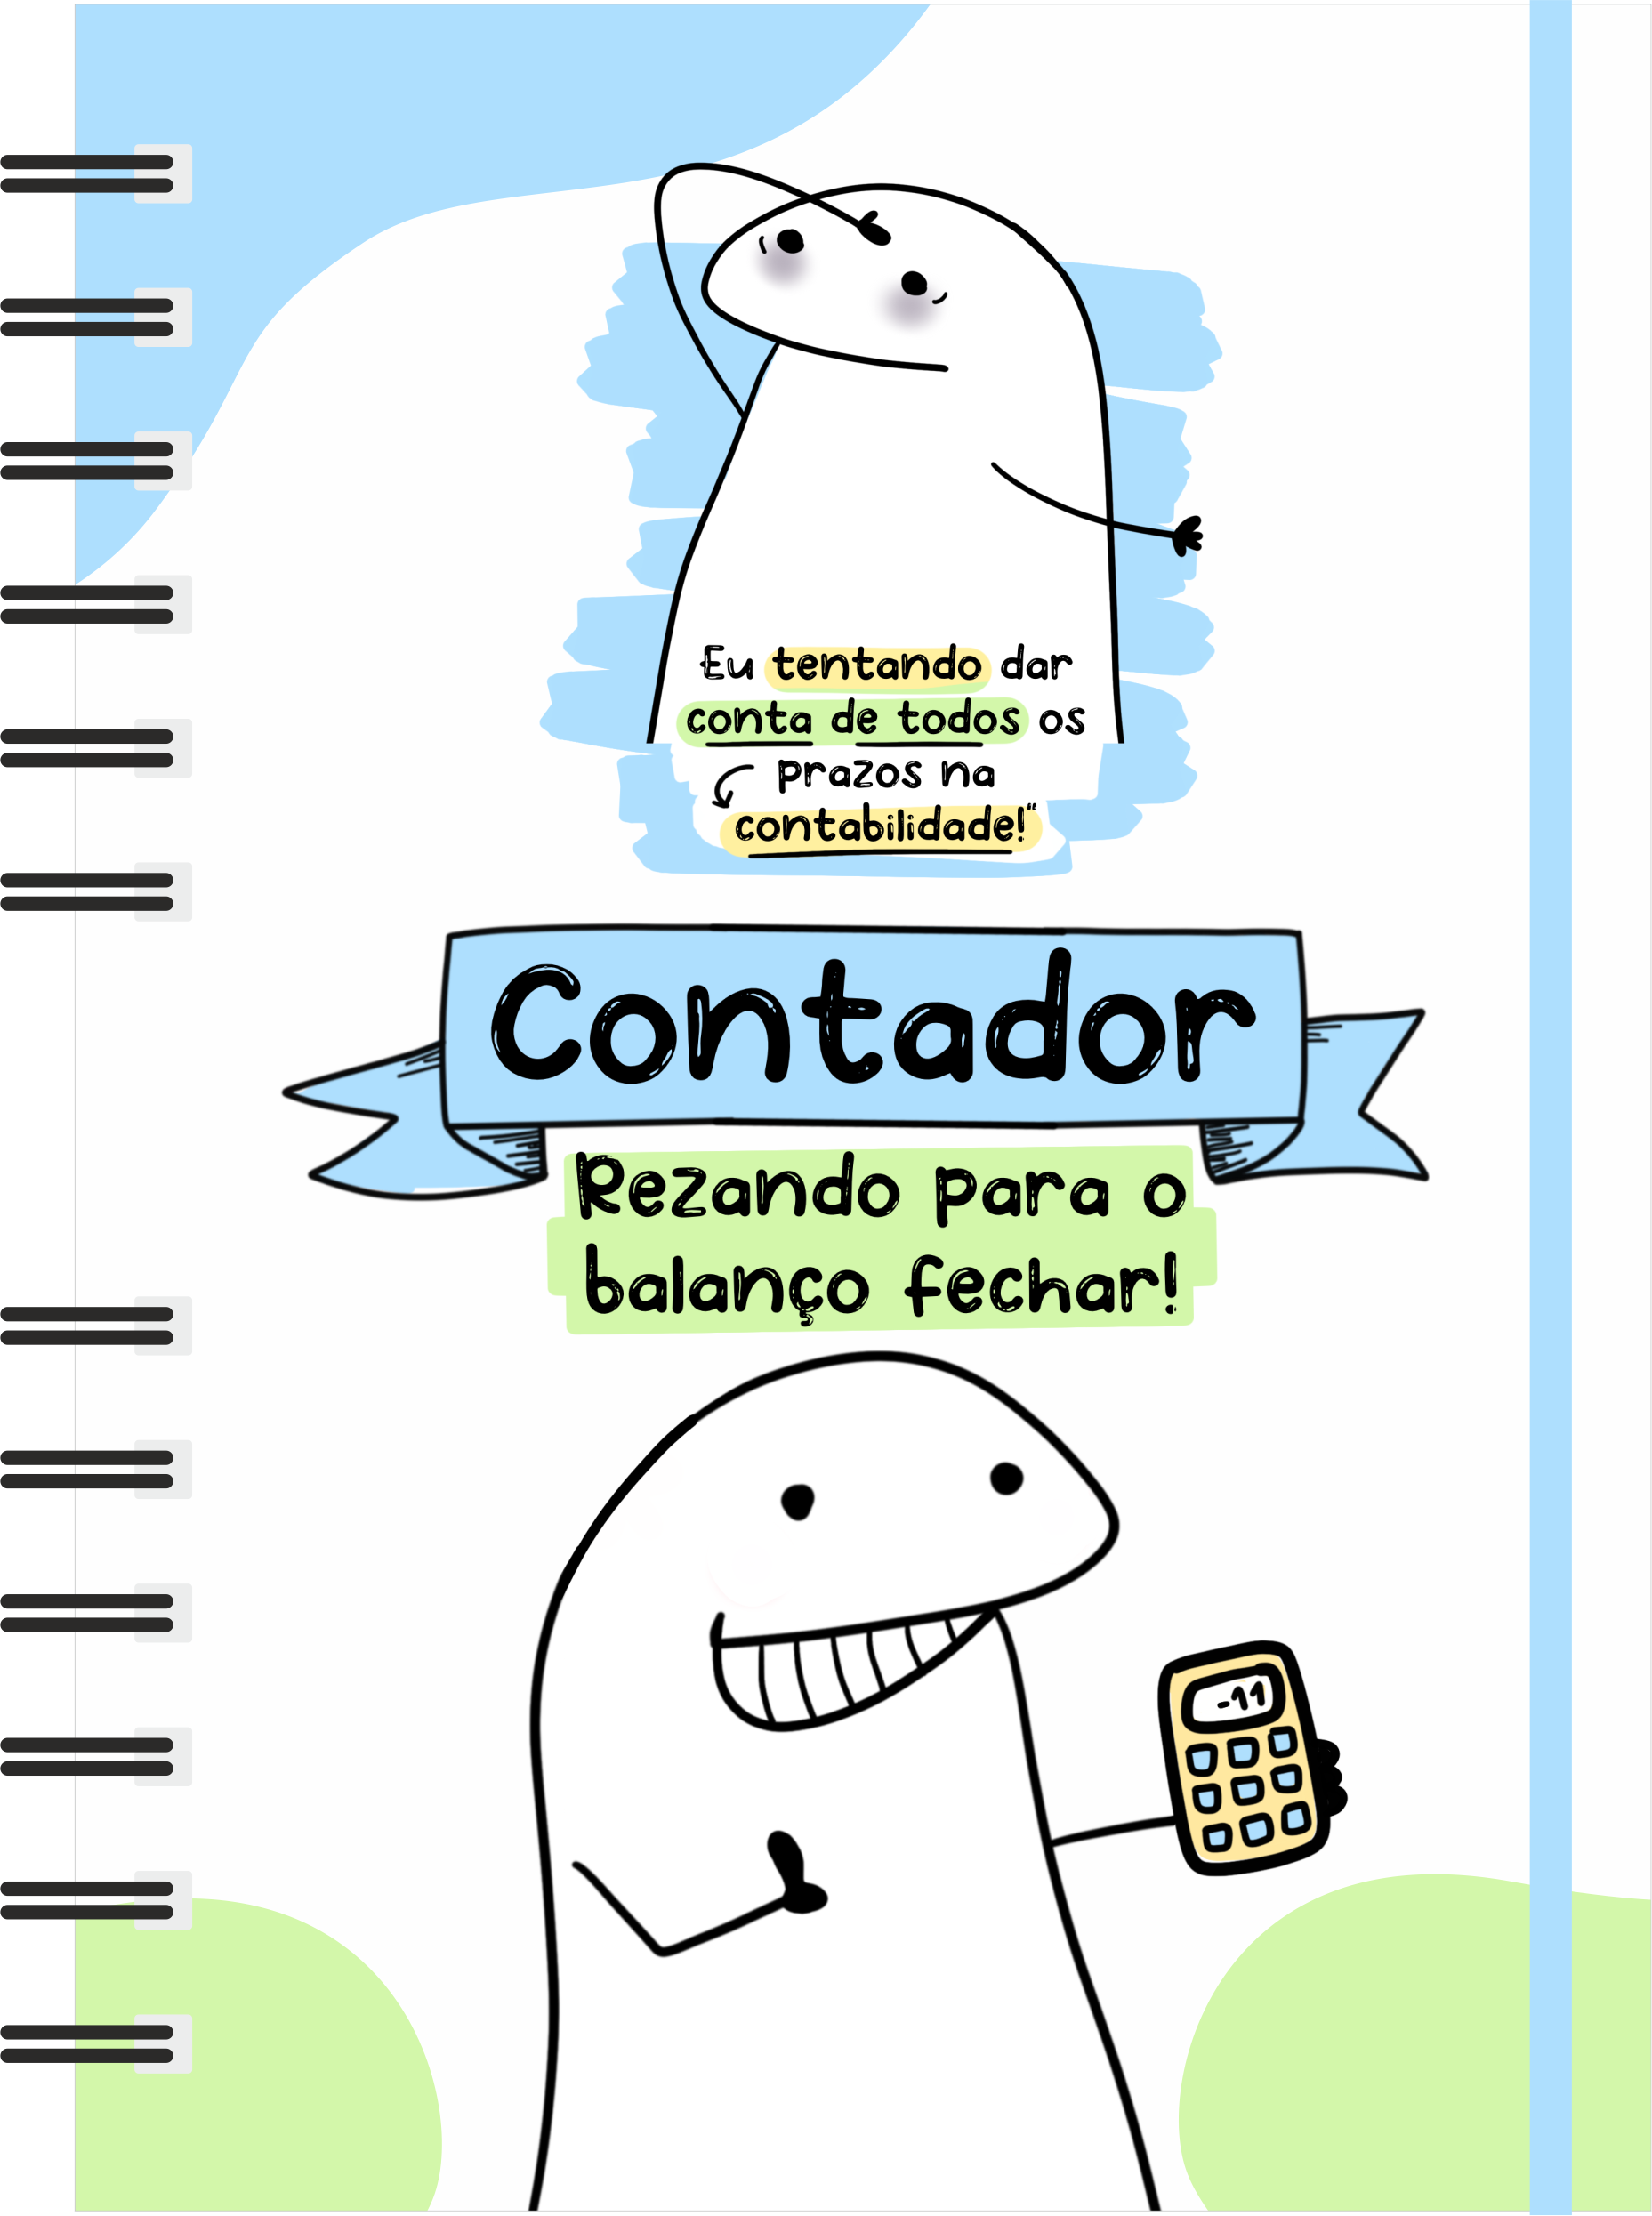 Eu tentando dar
conta de todos os
prazos na
contabilidade!"
Contador
Rezando para o
balanço fechar!
-11